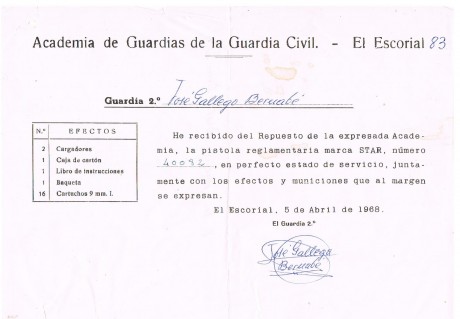 Academia de Guardias de la Guardia Civil. - El Escorial 83
Guardia 2.º José Gallego Bernabé
N.º EFECTOS
2 Cargadores
1 Caja de cartón
1 Libro de instrucciones
1 Baqueta
16 Cartuchos 9 mm. l.
He recibido del Repuesto de la expresada Acade-
mia, la pistola reglamentaria marca STAR, número
40092, en perfecto estado de servicio, junta-
mente con los efectos y municiones que al margen
se expresan.
El Escorial, 5 de Abril de 1968.
El Guardia 2.º
José Gallego
Bernabé